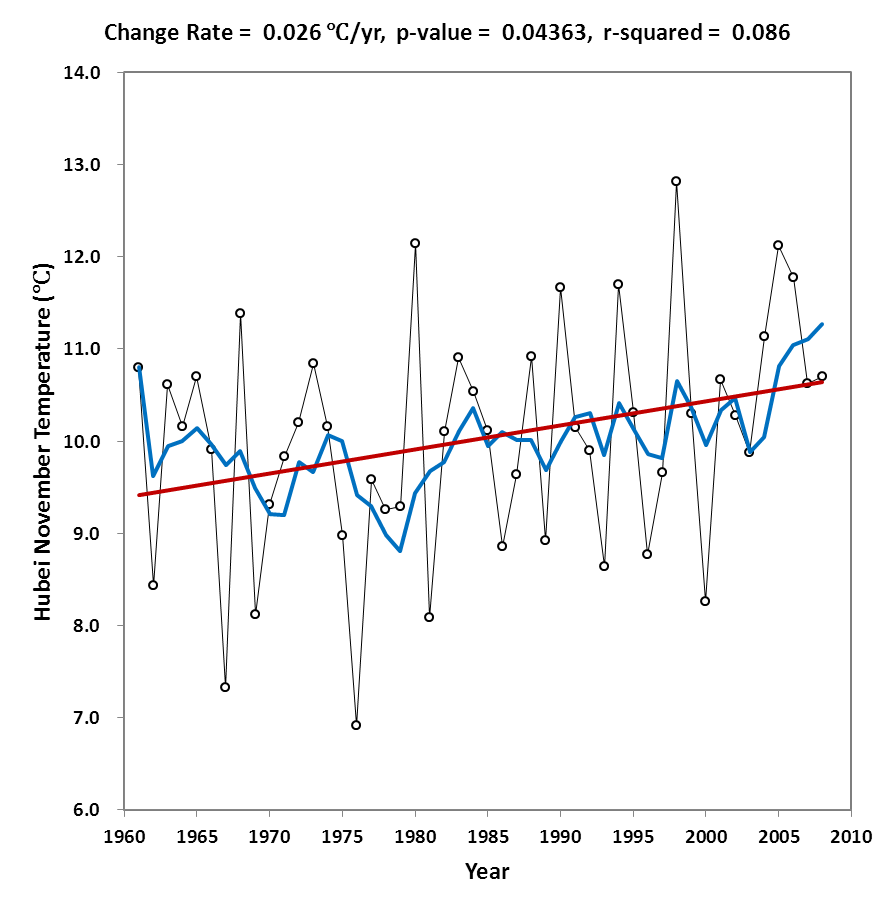 Change Rate = 0.026 ℃/yr, p-value = 0.04363, r-squared = 0.086
14.0
13.0
12.0
11.0
10.0
9.0
8.0
7.0
6.0
Hubei November Temperature (℃)
1960 1965 1970 1975 1980 1985 1990 1995 2000 2005 2010
Year